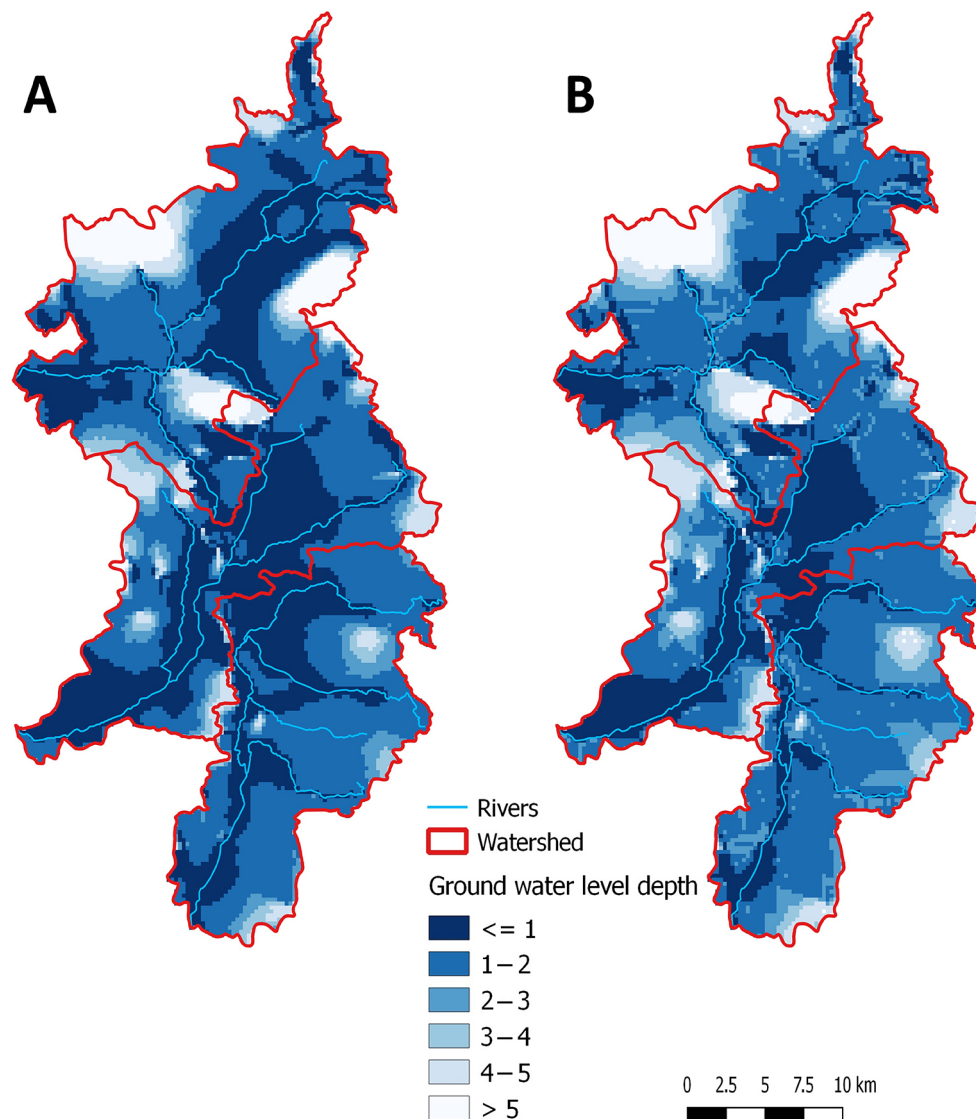 A
B
Rivers
Watershed
Ground water level depth
<= 1
1–2
2–3
3–4
4–5
> 5
0 2.5 5 7.5 10 km